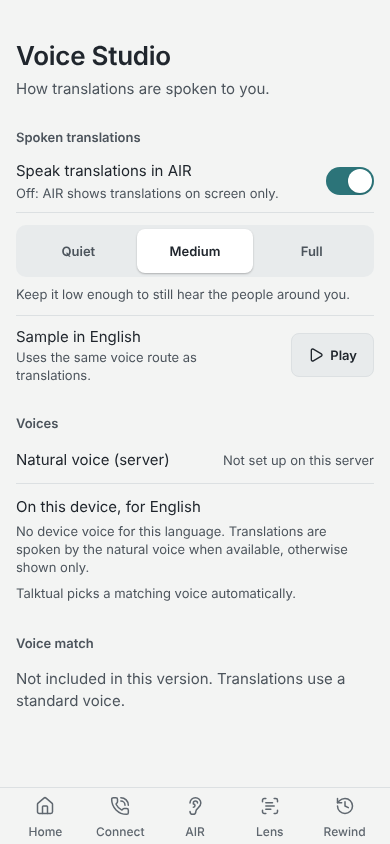 Voice Studio
How translations are spoken to you.
Spoken translations
Speak translations in AIR
Off: AIR shows translations on screen only.
Quiet
Medium
Full
Keep it low enough to still hear the people around you.
Sample in English
Uses the same voice route as
translations.
Play
Voices
Natural voice (server)
Not set up on this server
On this device, for English
No device voice for this language. Translations are
spoken by the natural voice when available, otherwise
shown only.
Talktual picks a matching voice automatically.
Voice match
Not included in this version. Translations use a
standard voice.
Home
Connect
AIR
Lens
Rewind